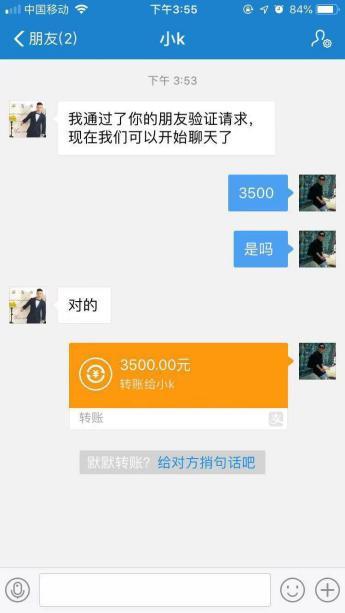 中国移动
下午3:55
84%
朋友(2)
小k
下午 3:53
我通过了你的朋友验证请求，
现在我们可以开始聊天了
3500
是吗
对的
3500.00元
转账给小k
转账
支
默默转账？给对方捎句话吧